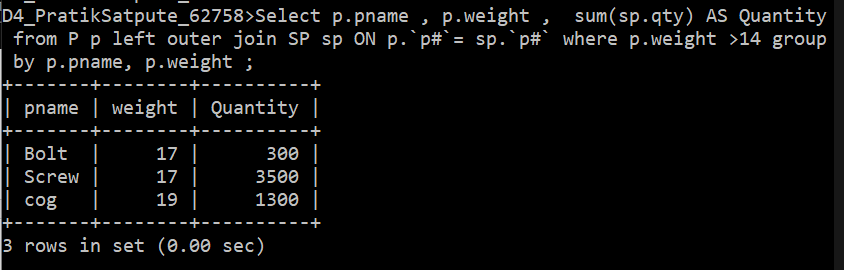 D4_PratikSatpute_62758>Select p.pname , p.weight ,  sum(sp.qty) AS Quantity
 from P p left outer join SP sp ON p.`p#`= sp.`p#` where p.weight >14 group
by p.pname, p.weight ;
+-------+--------+----------+
| pname | weight | Quantity |
+-------+--------+----------+
| Bolt  |     17 |      300 |
| Screw |     17 |     3500 |
| cog   |     19 |     1300 |
+-------+--------+----------+
3 rows in set (0.00 sec)